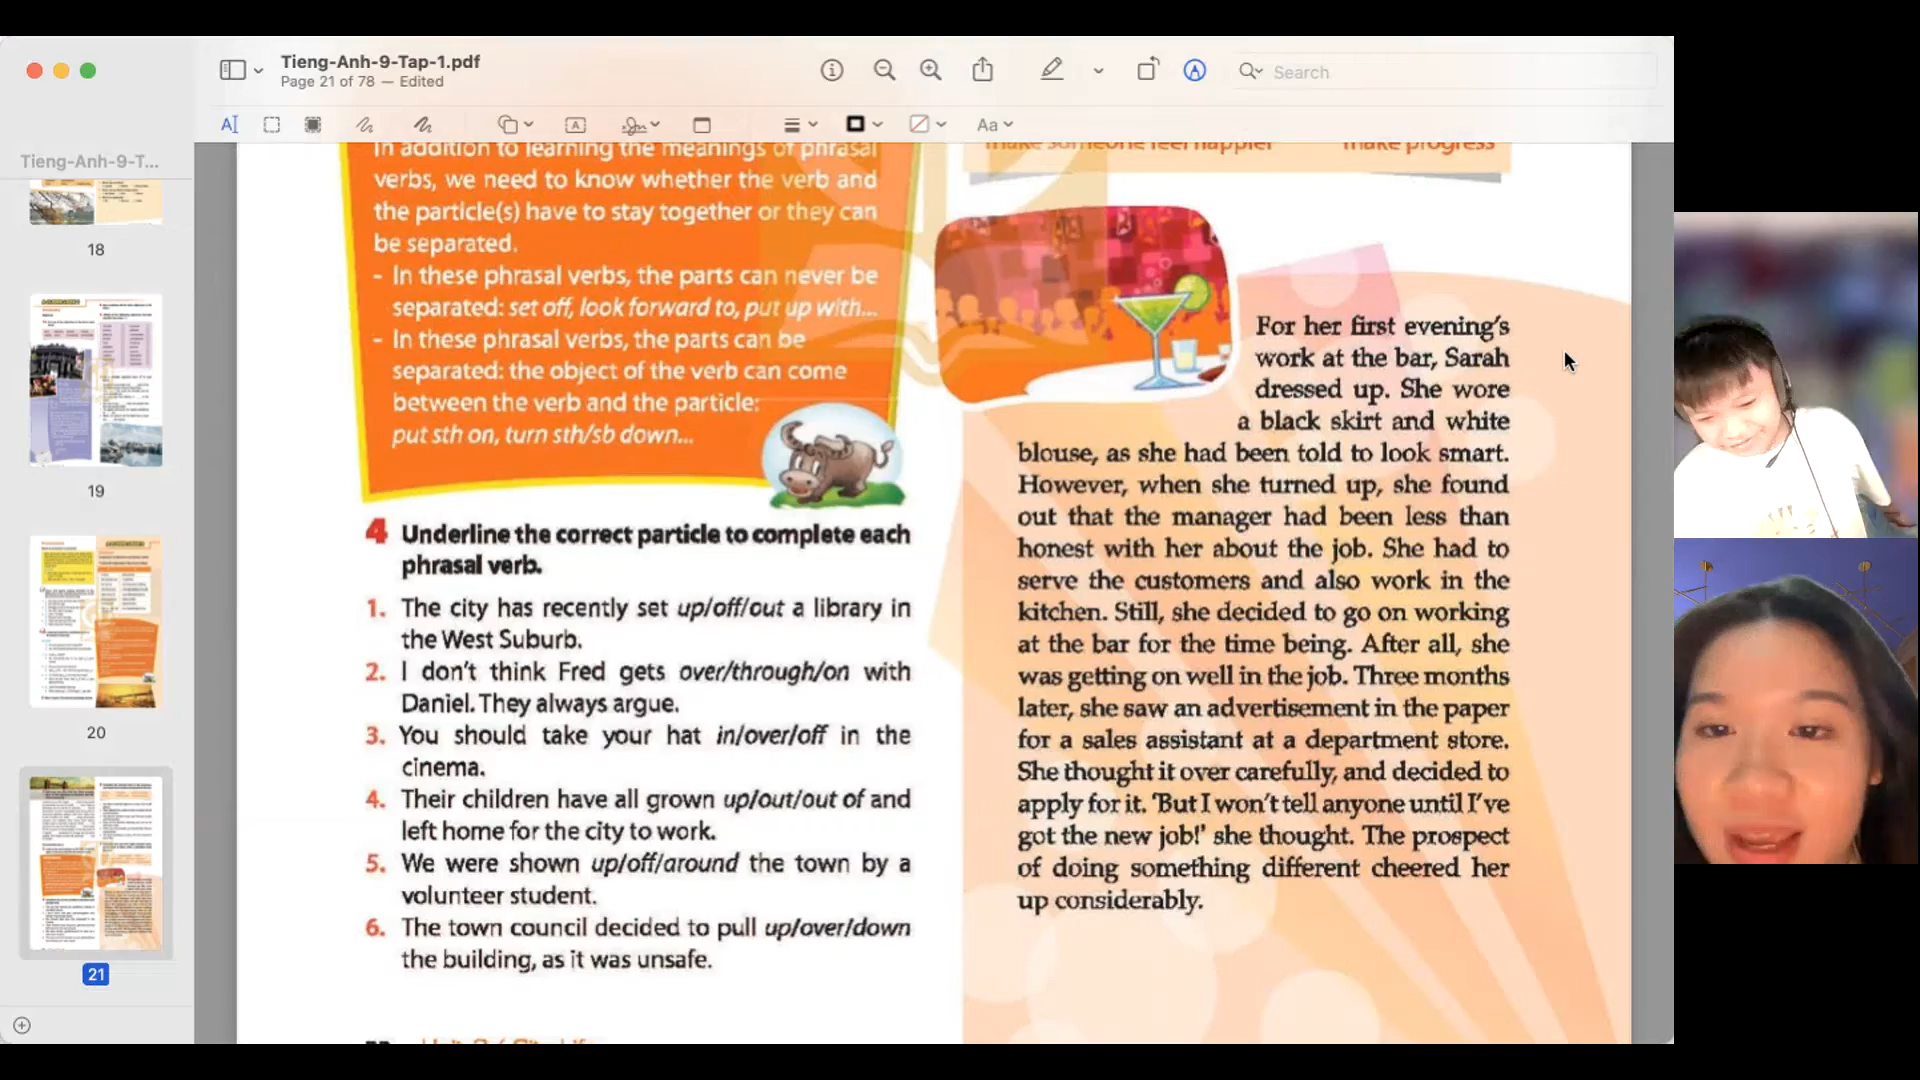 Tieng-Anh-9-Tap-1.pdf
Page 21 of 78 — Edited
Search
Aa
Tieng-Anh-9-T...
18
19
20
21
In addition to learning the meanings of phrasal
verbs, we need to know whether the verb and
the particle(s) have to stay together or they can
be separated.
- In these phrasal verbs, the parts can never be
separated: set off, look forward to, put up with...
- In these phrasal verbs, the parts can be
separated: the object of the verb can come
between the verb and the particle:
put sth on, turn sth/sb down...
4 Underline the correct particle to complete each
phrasal verb.
1. The city has recently set up/off/out a library in
the West Suburb.
2. I don't think Fred gets over/through/on with
Daniel. They always argue.
3. You should take your hat in/over/off in the
cinema.
4. Their children have all grown up/out/out of and
left home for the city to work.
5. We were shown up/off/around the town by a
volunteer student.
6. The town council decided to pull up/over/down
the building, as it was unsafe.
make someone feel happier make progress
For her first evening's
work at the bar, Sarah
dressed up. She wore
a black skirt and white
blouse, as she had been told to look smart.
However, when she turned up, she found
out that the manager had been less than
honest with her about the job. She had to
serve the customers and also work in the
kitchen. Still, she decided to go on working
at the bar for the time being. After all, she
was getting on well in the job. Three months
later, she saw an advertisement in the paper
for a sales assistant at a department store.
She thought it over carefully, and decided to
apply for it. 'But I won't tell anyone until I've
got the new job!' she thought. The prospect
of doing something different cheered her
up considerably.